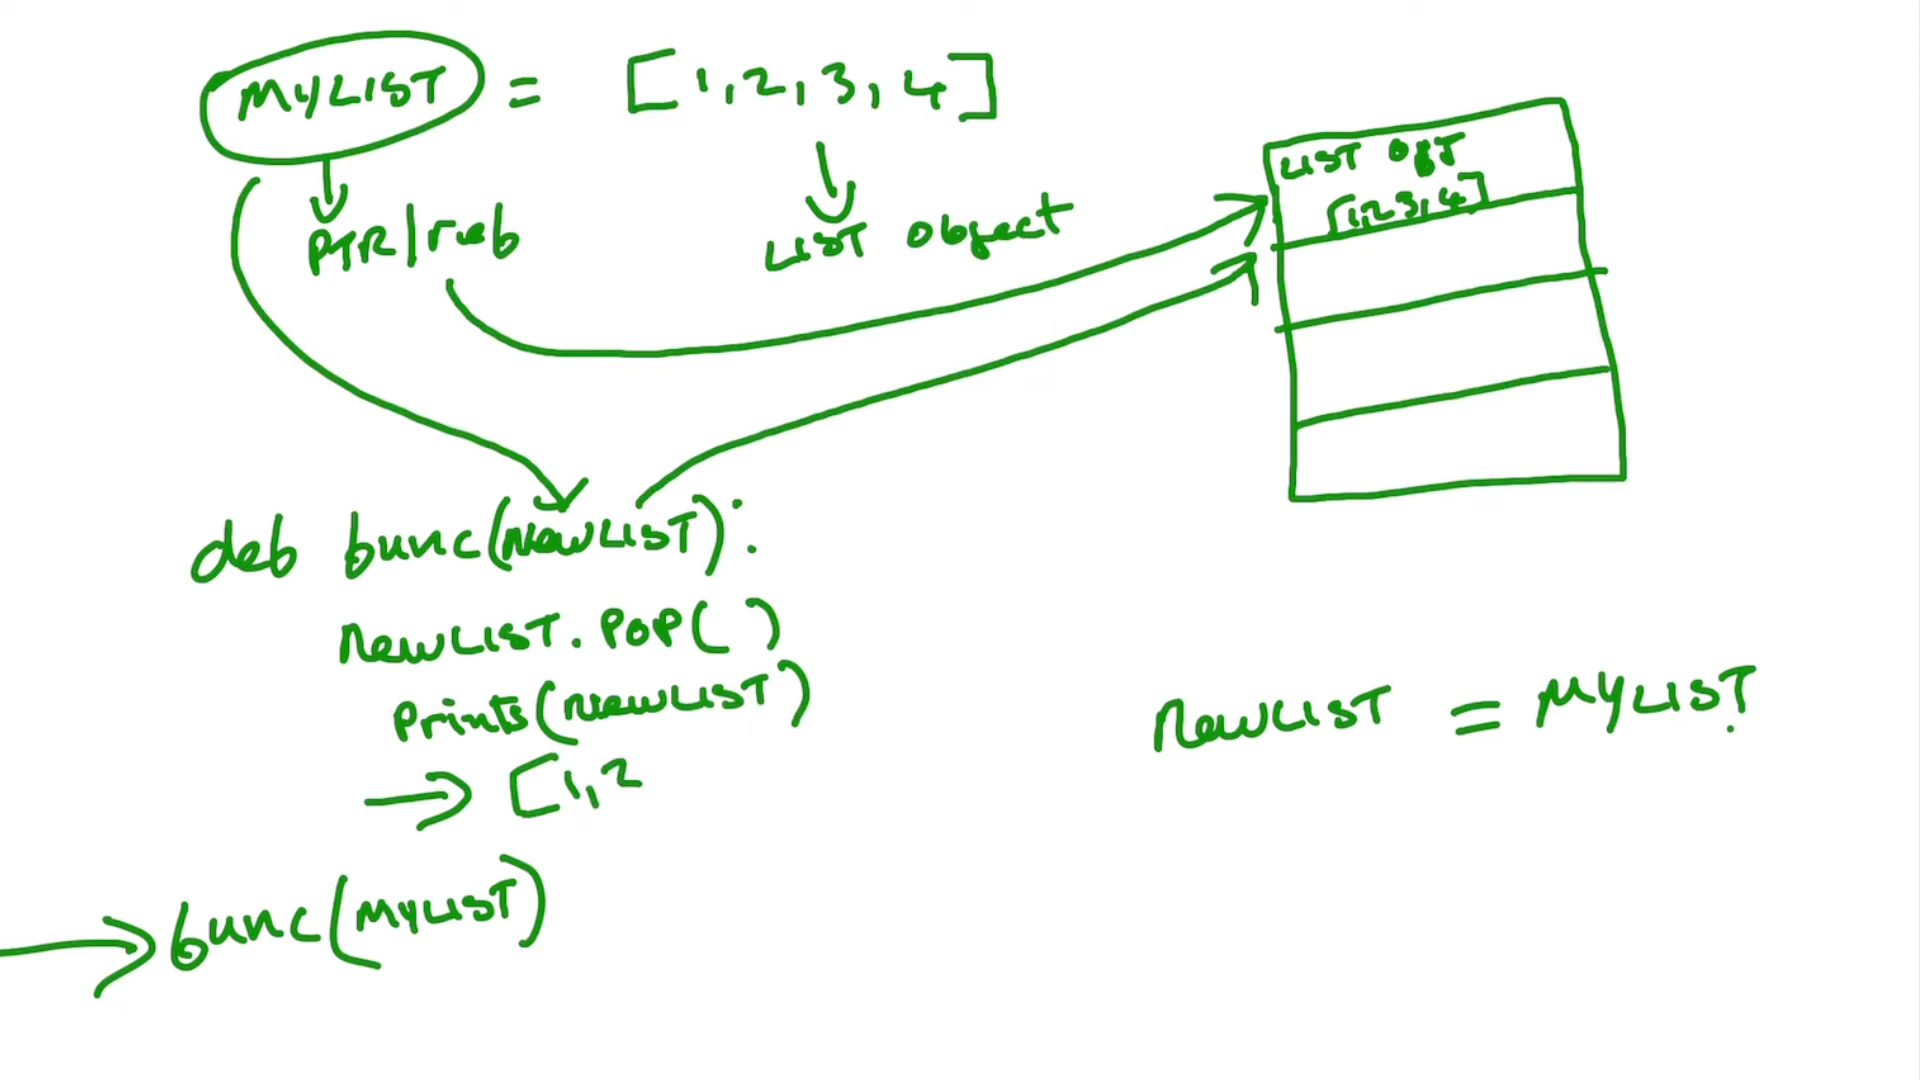 MYLIST = [1,2,3,4]
PTR/ref
LIST object
LIST OBJ
[1,2,3,4]
def func(NewLIST):
NewLIST.POP( )
Prints(NewLIST)
→ [1,2
NewLIST = MYLIST
→ func(MYLIST)